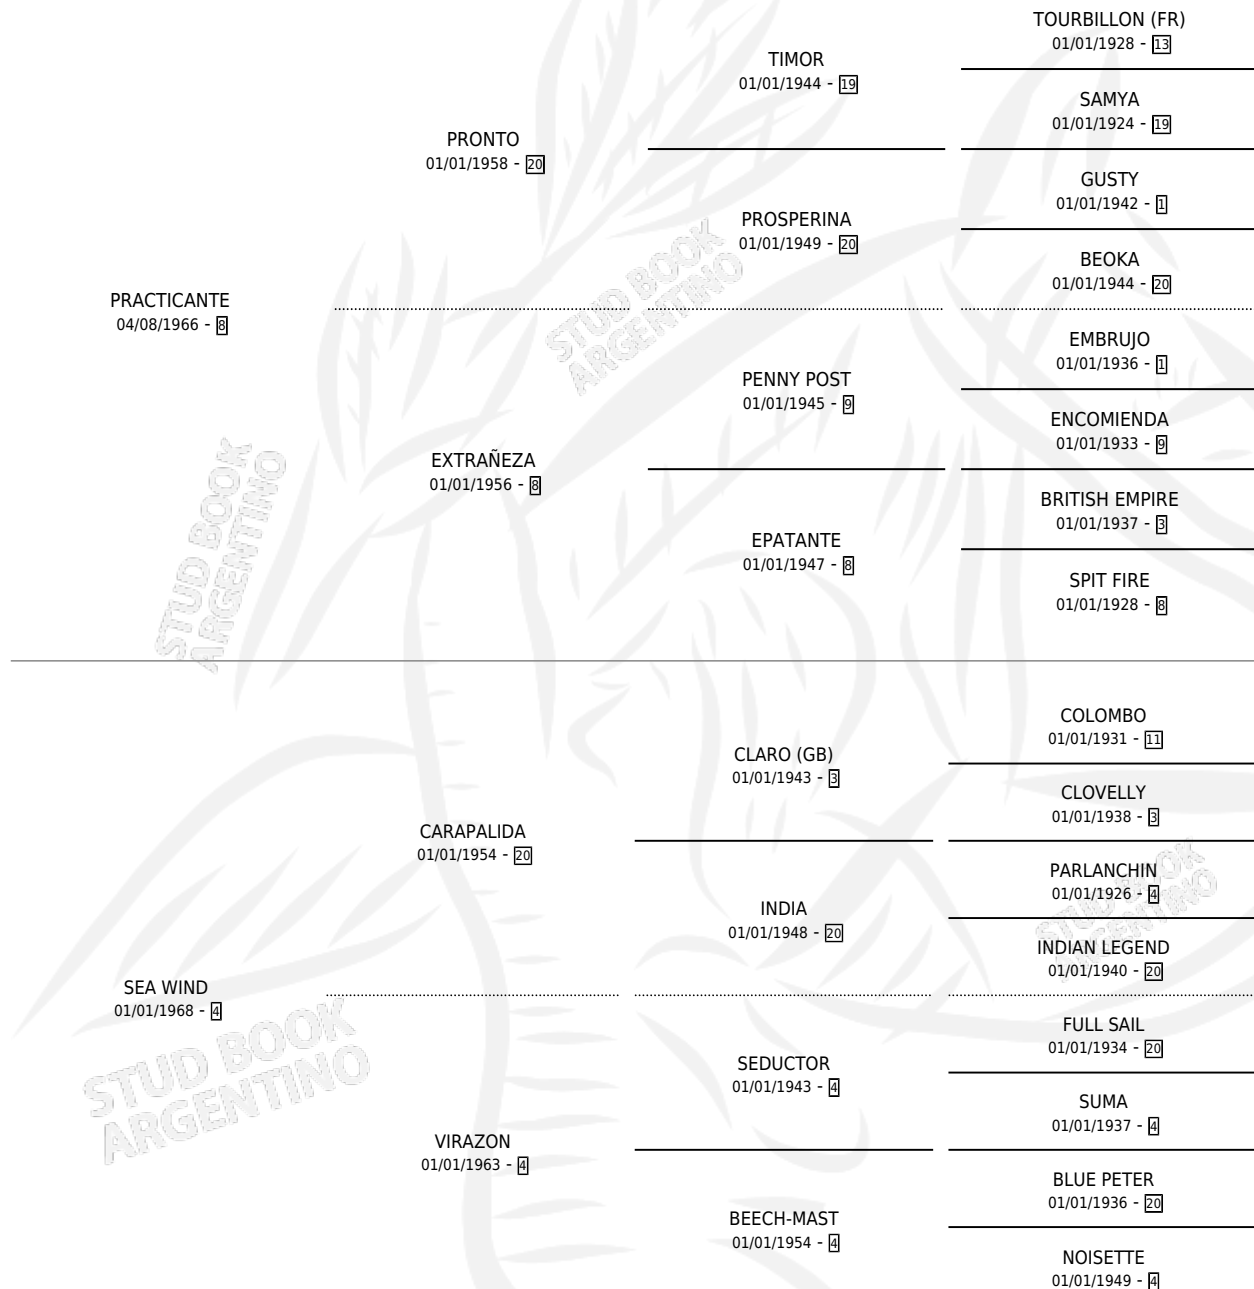 TOURBILLON (FR)
01/01/1928 - 13
TIMOR
01/01/1944 - 19
SAMYA
01/01/1924 - 19
PRONTO
01/01/1958 - 20
GUSTY
01/01/1942 - 1
PROSPERINA
01/01/1949 - 20
BEOKA
01/01/1944 - 20
PRACTICANTE
04/08/1966 - 8
EMBRUJO
01/01/1936 - 1
PENNY POST
01/01/1945 - 9
ENCOMIENDA
01/01/1933 - 9
EXTRAÑEZA
01/01/1956 - 8
BRITISH EMPIRE
01/01/1937 - 3
EPATANTE
01/01/1947 - 8
SPIT FIRE
01/01/1928 - 8
STUD BOOK
ARGENTINO
STUD BOOK
ARGENTINO
COLOMBO
01/01/1931 - 11
CLARO (GB)
01/01/1943 - 3
CLOVELLY
01/01/1938 - 3
CARAPALIDA
01/01/1954 - 20
PARLANCHIN
01/01/1926 - 4
INDIA
01/01/1948 - 20
INDIAN LEGEND
01/01/1940 - 20
SEA WIND
01/01/1968 - 4
FULL SAIL
01/01/1934 - 20
SEDUCTOR
01/01/1943 - 4
SUMA
01/01/1937 - 4
VIRAZON
01/01/1963 - 4
BLUE PETER
01/01/1936 - 20
BEECH-MAST
01/01/1954 - 4
NOISETTE
01/01/1949 - 4
STUD BOOK
ARGENTINO
STUD BOOK
ARGENTINO